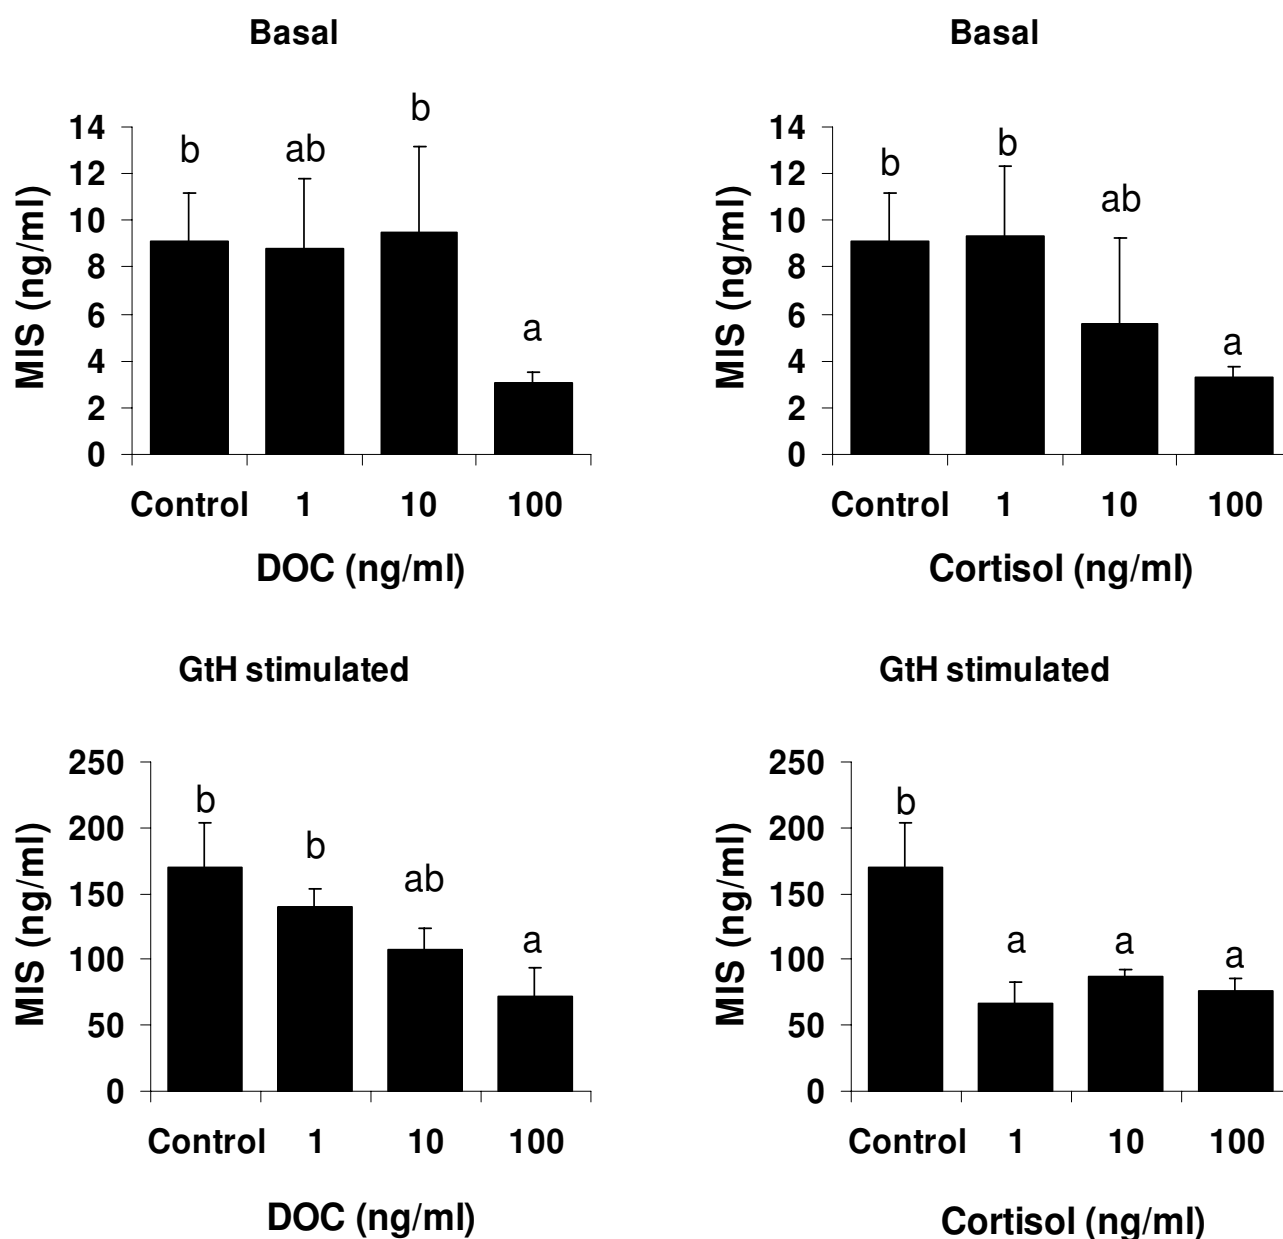 Basal
b
ab
b
a
14
12
10
8
6
4
2
0
MIS (ng/ml)
Control 1 10 100
DOC (ng/ml)
Basal
b
b
ab
a
14
12
10
8
6
4
2
0
MIS (ng/ml)
Control 1 10 100
Cortisol (ng/ml)
GtH stimulated
b
b
ab
a
250
200
150
100
50
0
MIS (ng/ml)
Control 1 10 100
DOC (ng/ml)
GtH stimulated
b
a
a
a
250
200
150
100
50
0
MIS (ng/ml)
Control 1 10 100
Cortisol (ng/ml)